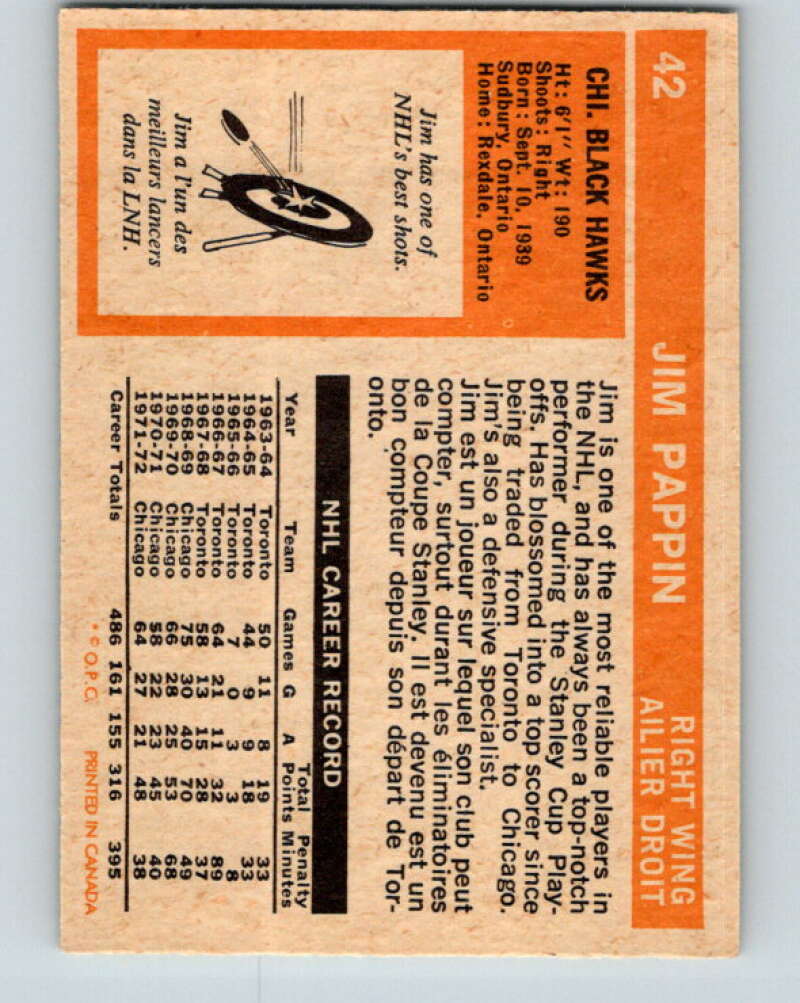 42 JIM PAPPIN RIGHT WING
AILIER DROIT
CHI. BLACK HAWKS
Ht: 6'1" Wt: 190
Shoots: Right
Born: Sept. 10, 1939
Sudbury, Ontario
Home: Rexdale, Ontario
Jim has one of
NHL's best shots.
Jim a l'un des
meilleurs lancers
dans la LNH.
Jim is one of the most reliable players in
the NHL, and has always been a top-notch
performer during the Stanley Cup Play-
offs. Has blossomed into a top scorer since
being traded from Toronto to Chicago.
Jim's also a defensive specialist.
Jim est un joueur sur lequel son club peut
compter, surtout durant les éliminatoires
de la Coupe Stanley. Il est devenu est un
bon compteur depuis son départ de Tor-
onto.
NHL CAREER RECORD
Total Penalty
Year Team Games G A Points Minutes
1963-64 Toronto 50 11 8 19 33
1964-65 Toronto 44 9 9 18 33
1965-66 Toronto 7 0 3 3 8
1966-67 Toronto 64 21 11 32 89
1967-68 Toronto 58 13 15 28 37
1968-69 Chicago 75 30 40 70 49
1969-70 Chicago 66 28 25 53 68
1970-71 Chicago 58 22 23 45 40
1971-72 Chicago 64 27 21 48 38
Career Totals 486 161 155 316 395
* © O.P.C. PRINTED IN CANADA